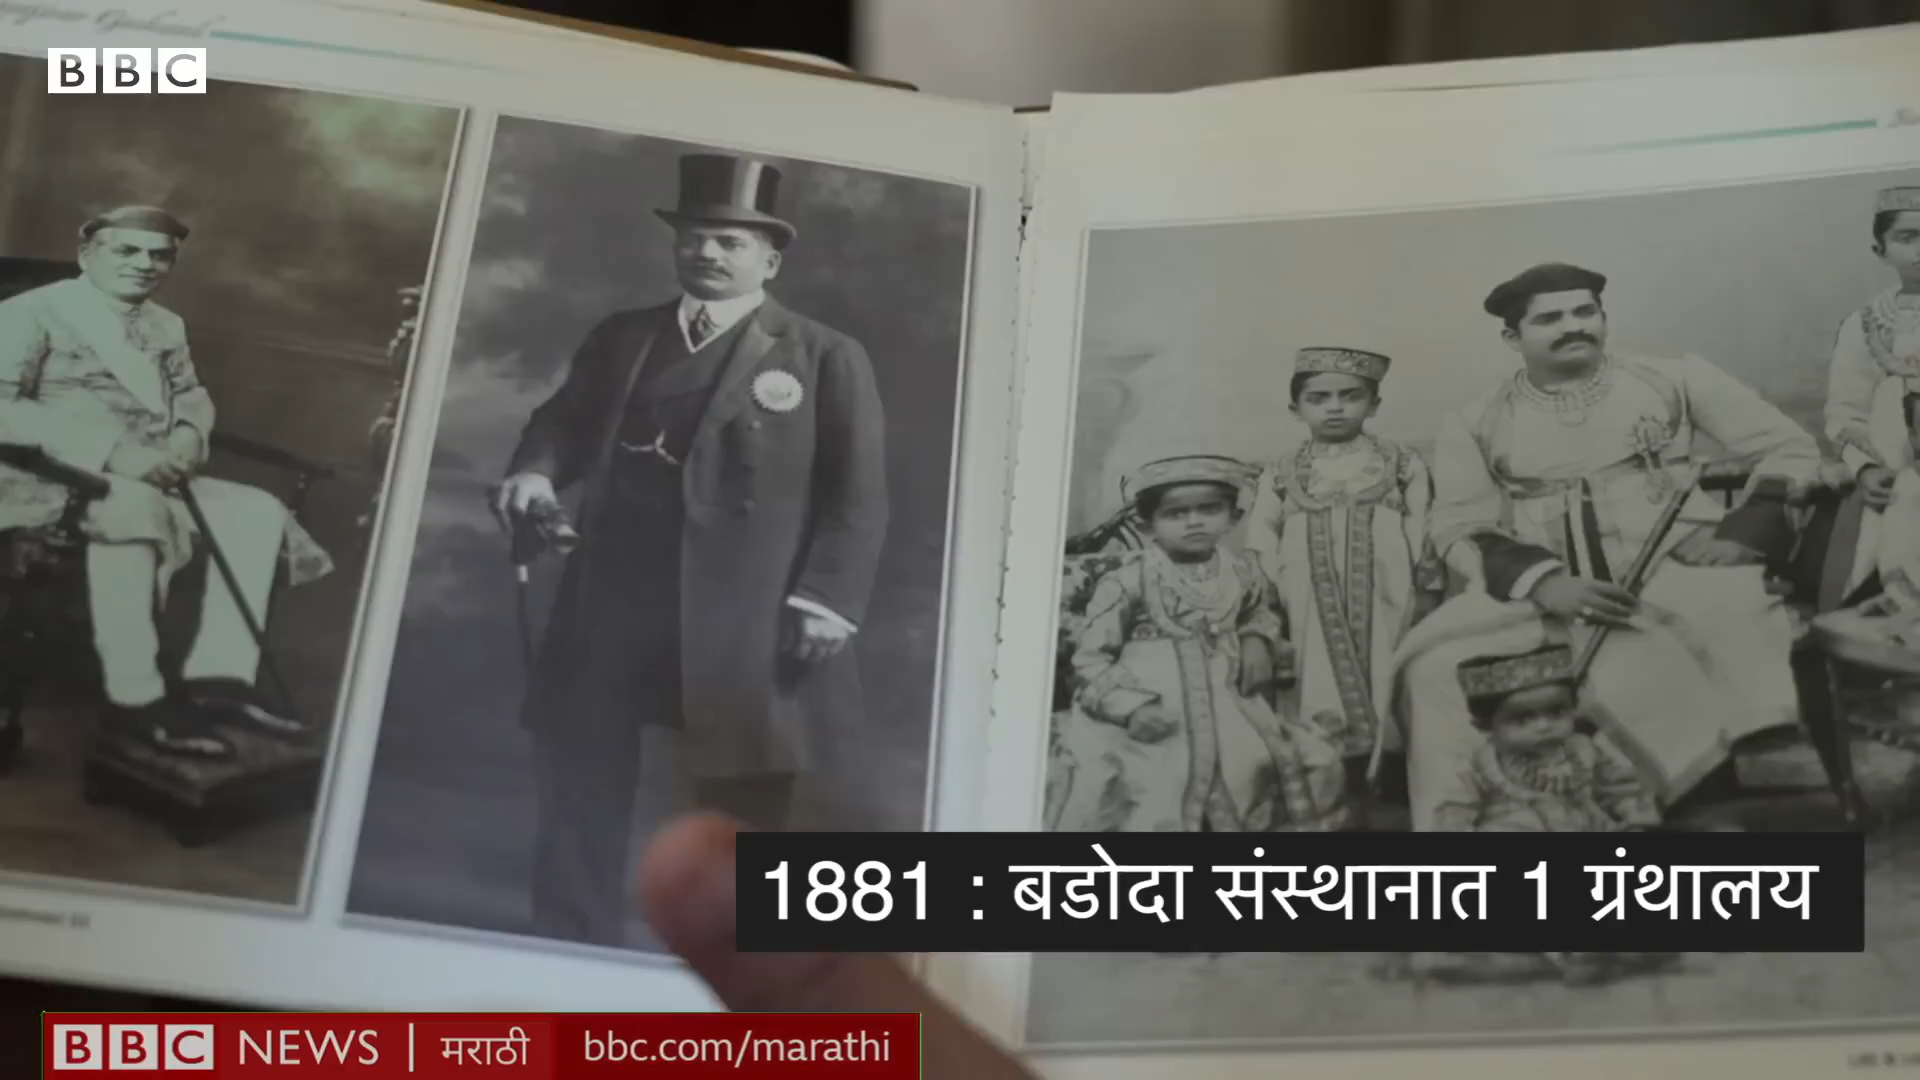 BBC
1881 : बडोदा संस्थानात 1 ग्रंथालय
BBC NEWS | मराठी bbc.com/marathi